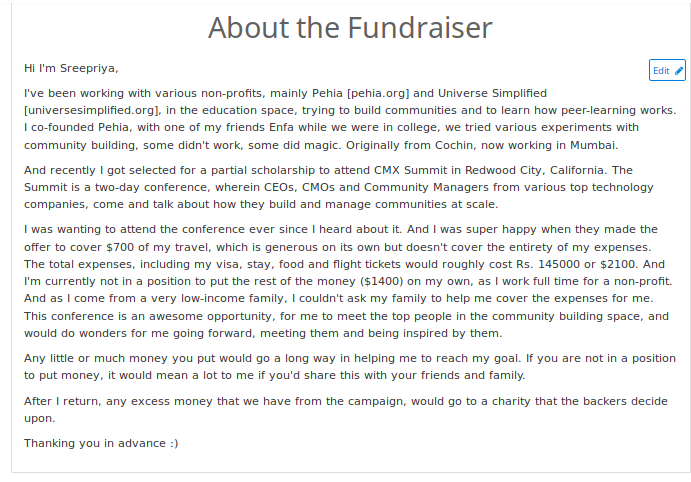 About the Fundraiser
Hi I'm Sreepriya,
Edit
I've been working with various non-profits, mainly Pehia [pehia.org] and Universe Simplified
[universesimplified.org], in the education space, trying to build communities and to learn how peer-learning works.
I co-founded Pehia, with one of my friends Enfa while we were in college, we tried various experiments with
community building, some didn't work, some did magic. Originally from Cochin, now working in Mumbai.
And recently I got selected for a partial scholarship to attend CMX Summit in Redwood City, California. The
Summit is a two-day conference, wherein CEOs, CMOs and Community Managers from various top technology
companies, come and talk about how they build and manage communities at scale.
I was wanting to attend the conference ever since I heard about it. And I was super happy when they made the
offer to cover $700 of my travel, which is generous on its own but doesn't cover the entirety of my expenses.
The total expenses, including my visa, stay, food and flight tickets would roughly cost Rs. 145000 or $2100. And
I'm currently not in a position to put the rest of the money ($1400) on my own, as I work full time for a non-profit.
And as I come from a very low-income family, I couldn't ask my family to help me cover the expenses for me.
This conference is an awesome opportunity, for me to meet the top people in the community building space, and
would do wonders for me going forward, meeting them and being inspired by them.
Any little or much money you put would go a long way in helping me to reach my goal. If you are not in a position
to put money, it would mean a lot to me if you'd share this with your friends and family.
After I return, any excess money that we have from the campaign, would go to a charity that the backers decide
upon.
Thanking you in advance :)